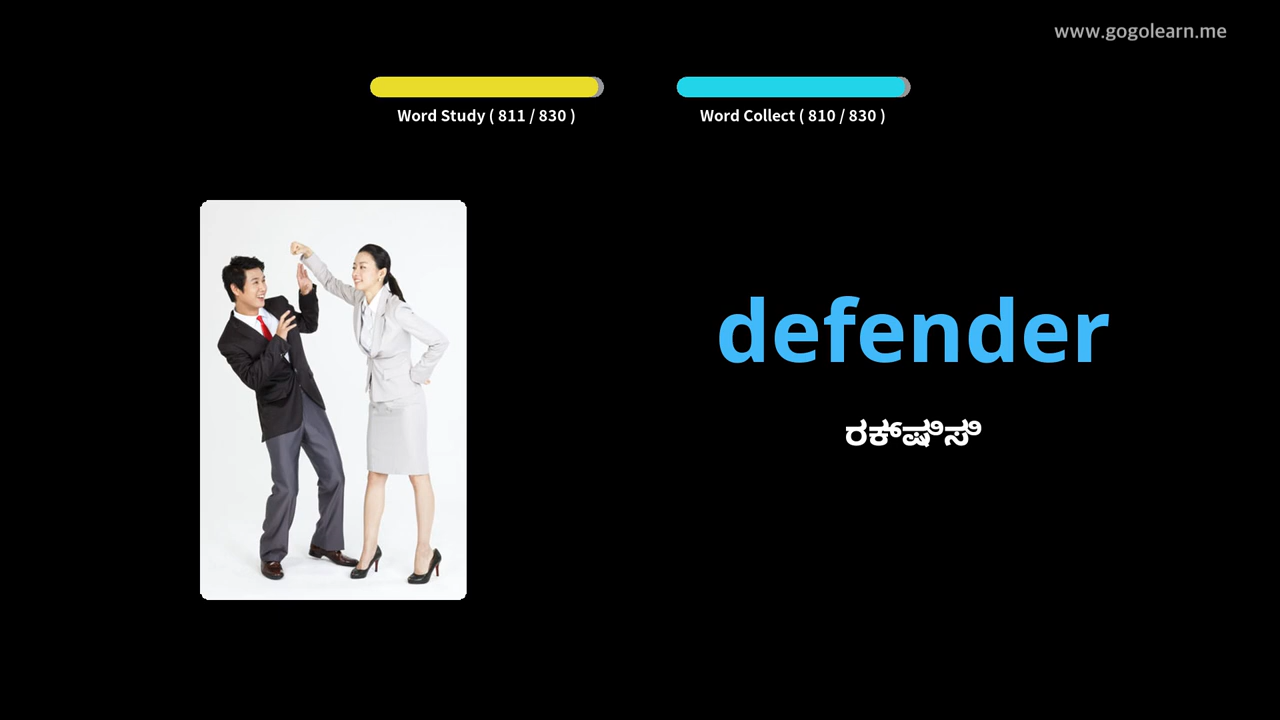 www.gogolearn.me
Word Study ( 811 / 830 )
Word Collect ( 810 / 830 )
defender
ರಕ್ಷಿಸಿ